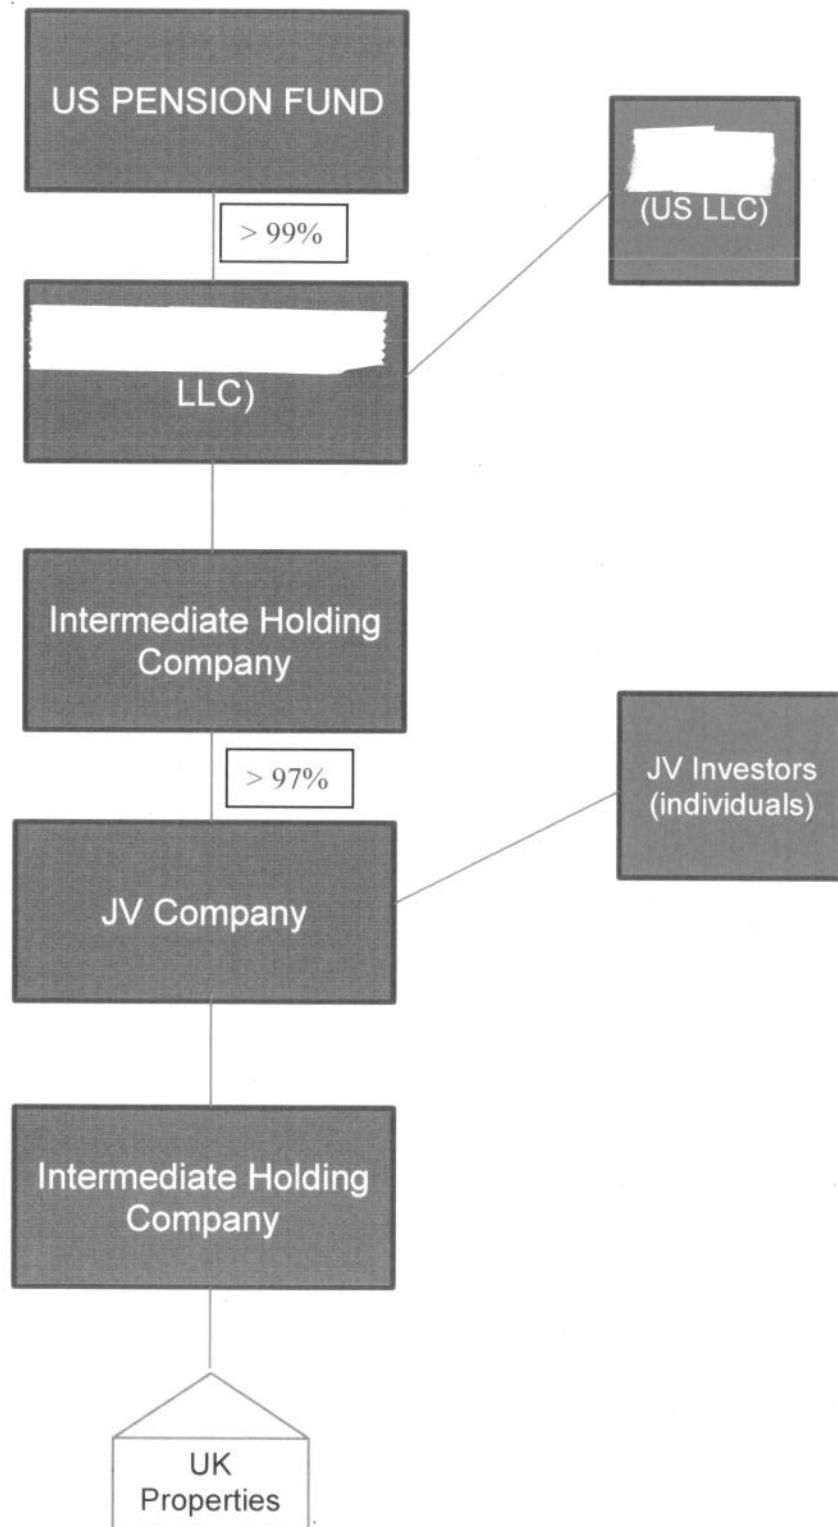 US PENSION FUND
> 99%
(US LLC)
LLC)
Intermediate Holding
Company
> 97%
JV Investors
(individuals)
JV Company
Intermediate Holding
Company
UK
Properties